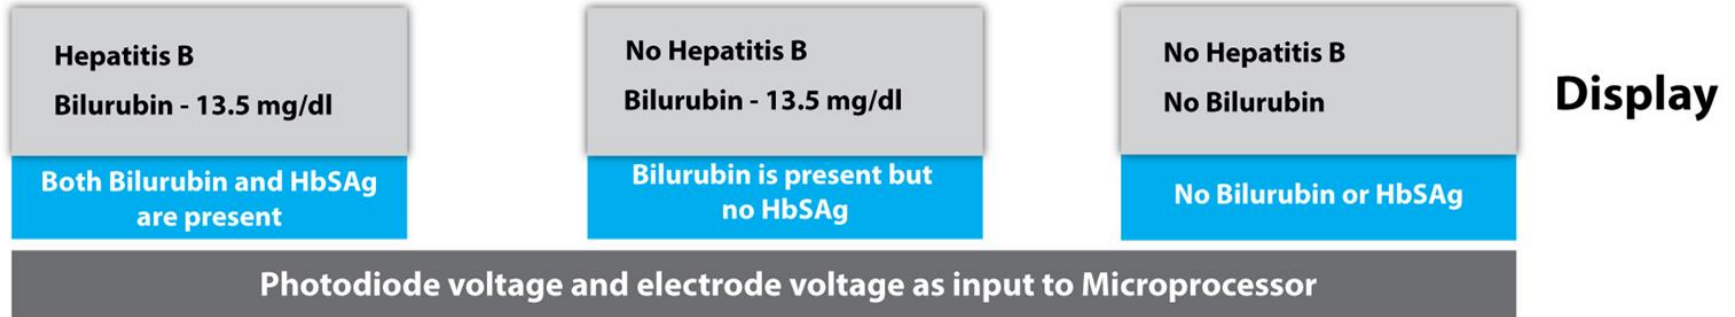 Hepatitis B
Bilurubin - 13.5 mg/dl
Both Bilurubin and HbSAg
are present
No Hepatitis B
Bilurubin - 13.5 mg/dl
Bilurubin is present but
no HbSAg
No Hepatitis B
No Bilurubin
No Bilurubin or HbSAg
Display
Photodiode voltage and electrode voltage as input to Microprocessor